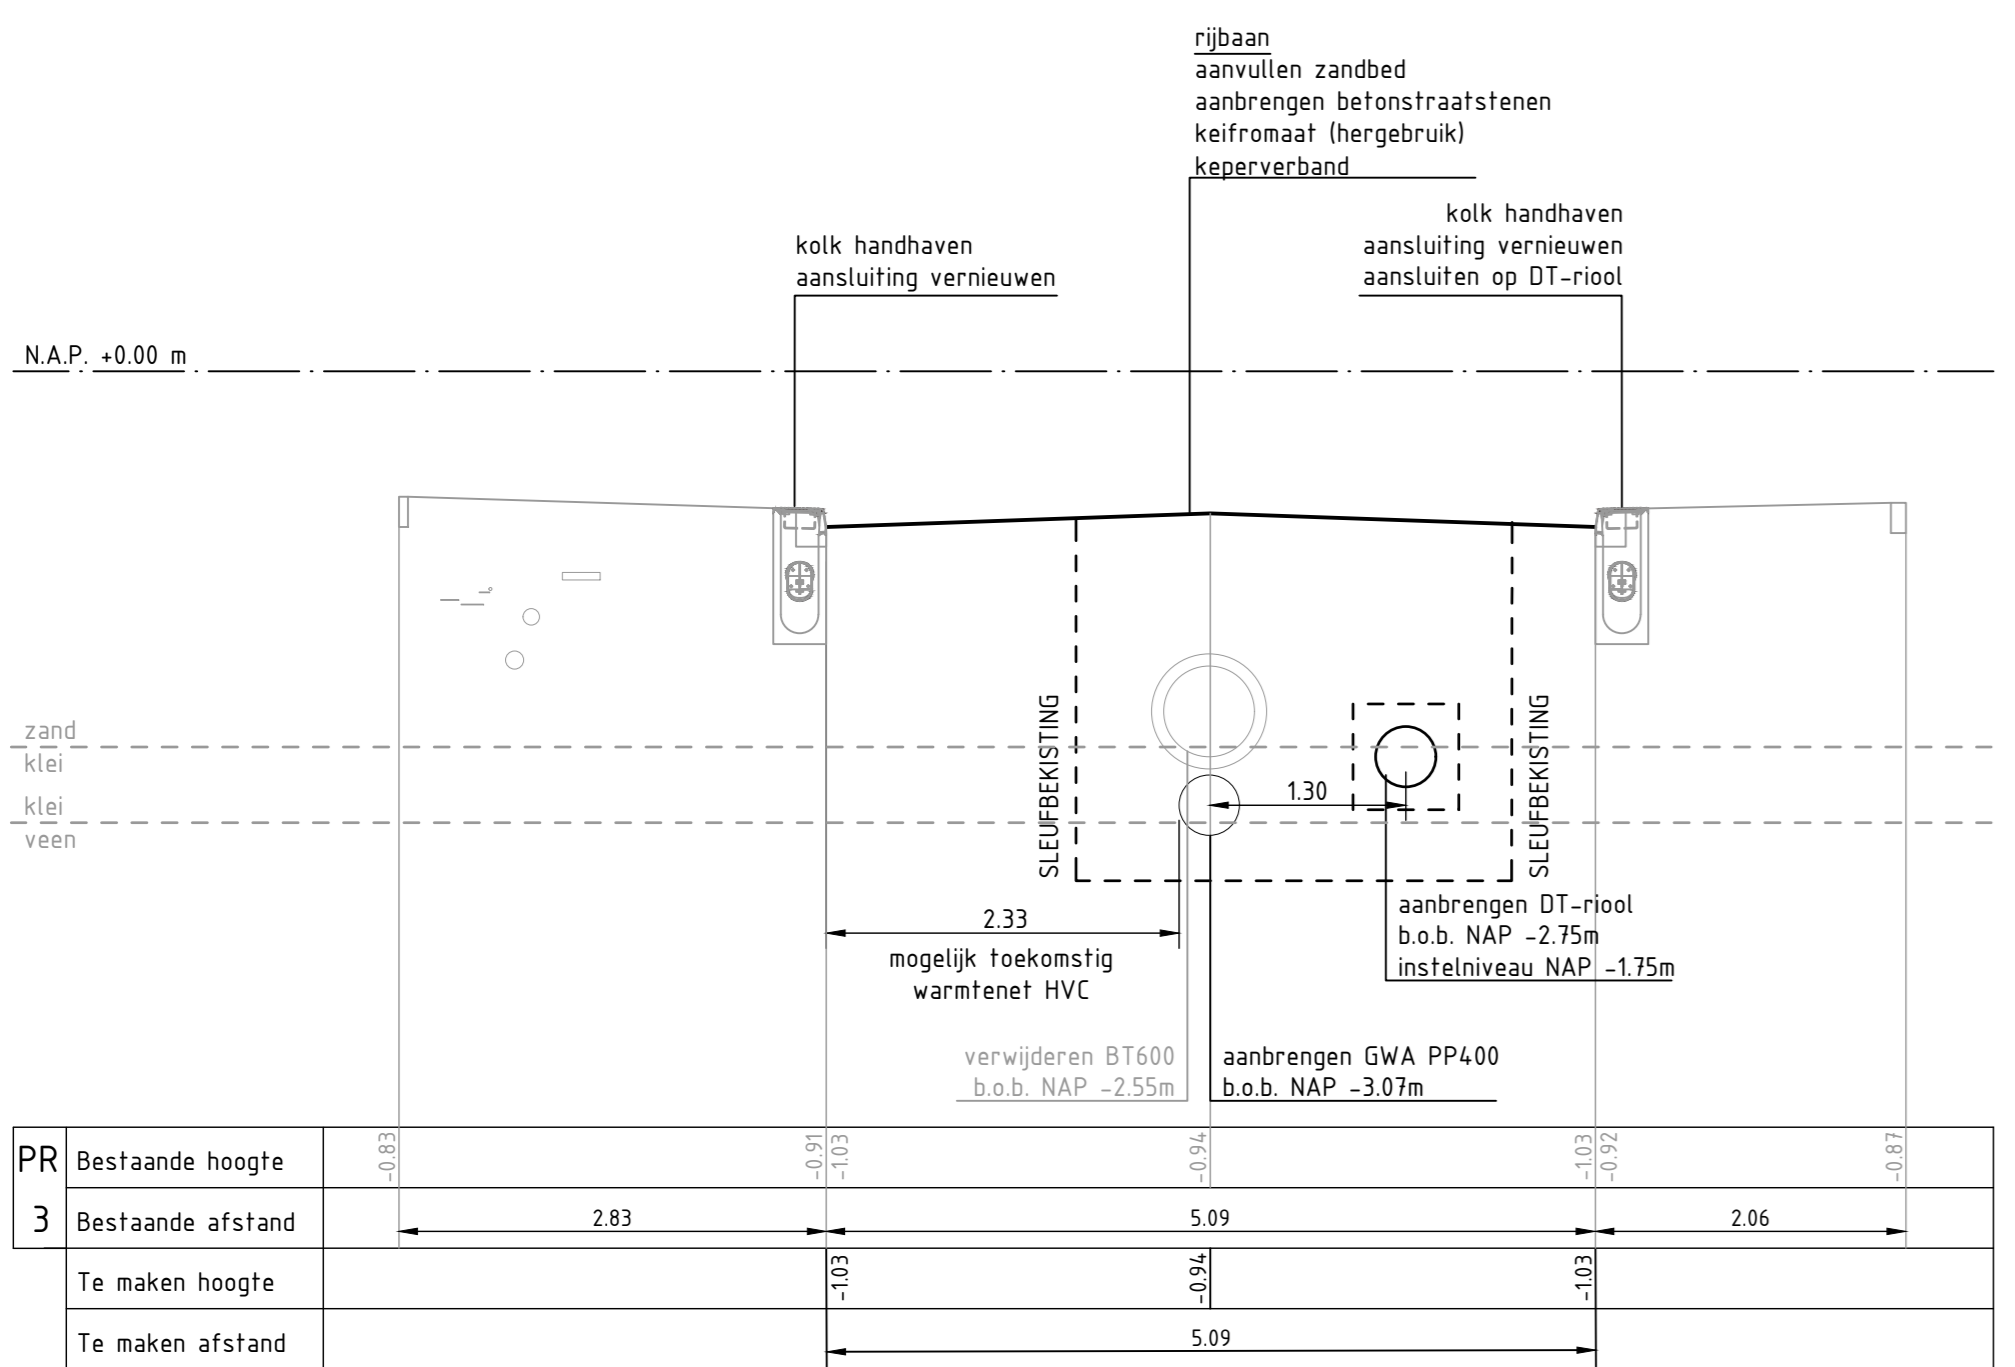 rijbaan
aanvullen zandbed
aanbrengen betonstraatstenen
keifromaat (hergebruik)
keperverband
kolk handhaven
aansluiting vernieuwen
kolk handhaven
aansluiting vernieuwen
aansluiten op DT-riool
N.A.P. +0.00 m
zand
klei
klei
veen
SLEUFBEKISTING
SLEUFBEKISTING
1.30
2.33
mogelijk toekomstig
warmtenet HVC
aanbrengen DT-riool
b.o.b. NAP -2.75m
instelniveau NAP -1.75m
verwijderen BT600
b.o.b. NAP -2.55m
aanbrengen GWA PP400
b.o.b. NAP -3.07m
PR 3
Bestaande hoogte -0.83 -0.91 -1.03 -0.94 -1.03 -0.92 -0.87
Bestaande afstand 2.83 5.09 2.06
Te maken hoogte -1.03 -0.94 -1.03
Te maken afstand 5.09